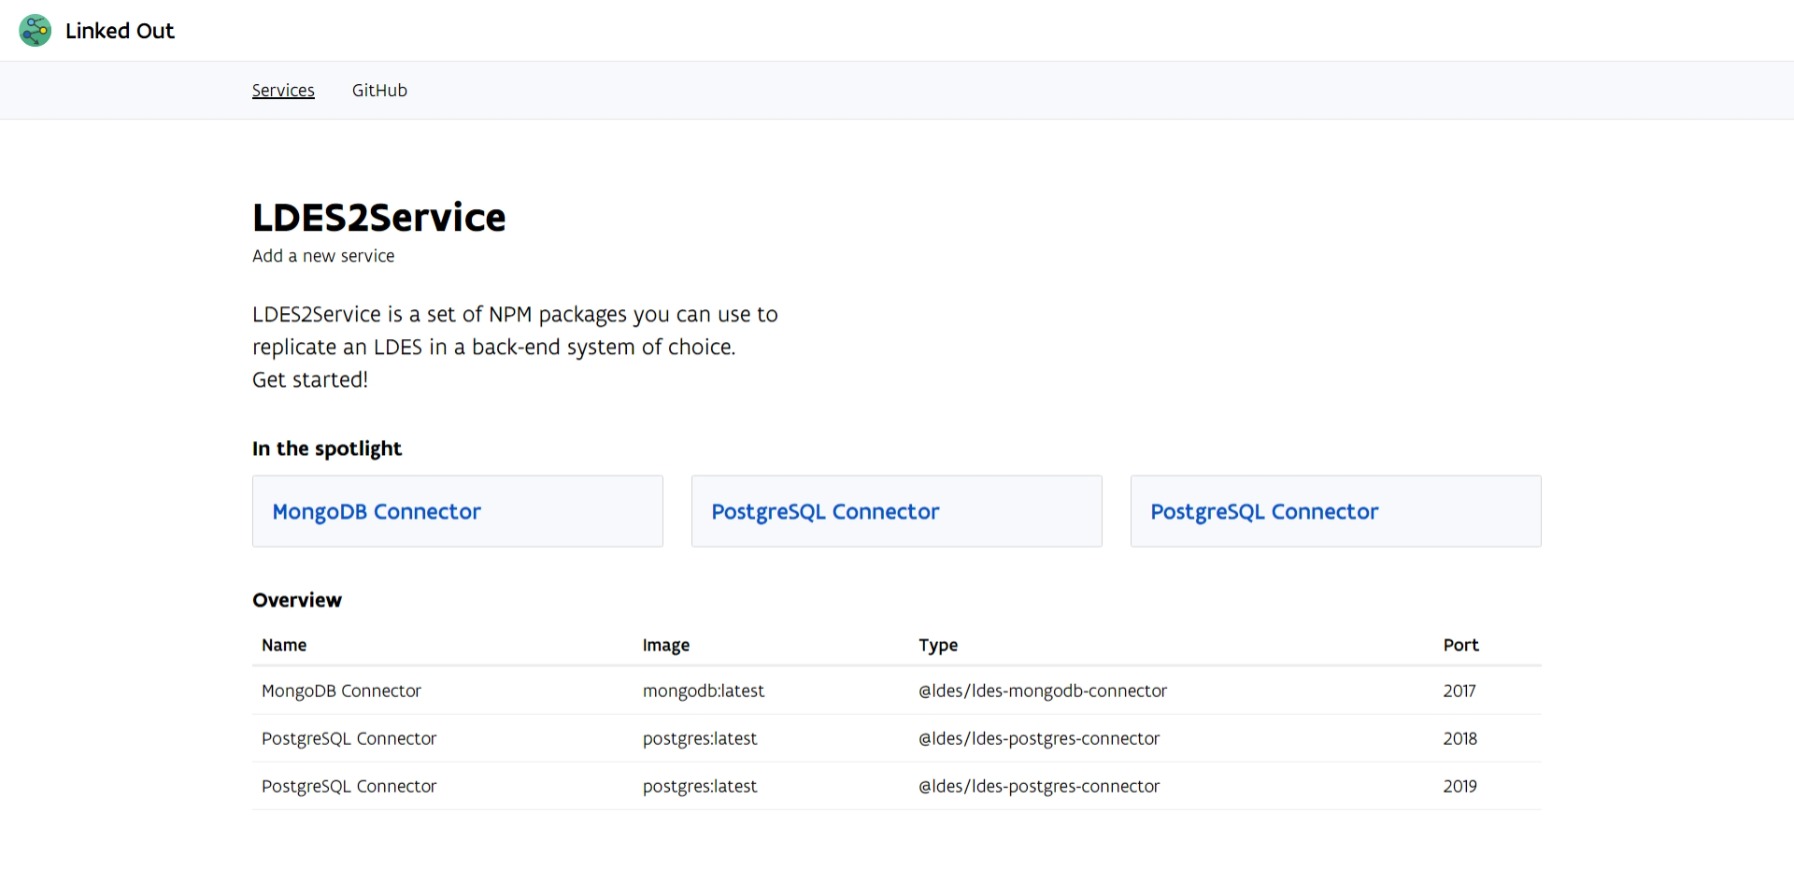 Linked Out
Services GitHub
LDES2Service
Add a new service
LDES2Service is a set of NPM packages you can use to
replicate an LDES in a back-end system of choice.
Get started!
In the spotlight
MongoDB Connector PostgreSQL Connector PostgreSQL Connector
Overview
Name Image Type Port
MongoDB Connector mongodb:latest @ldes/ldes-mongodb-connector 2017
PostgreSQL Connector postgres:latest @ldes/ldes-postgres-connector 2018
PostgreSQL Connector postgres:latest @ldes/ldes-postgres-connector 2019